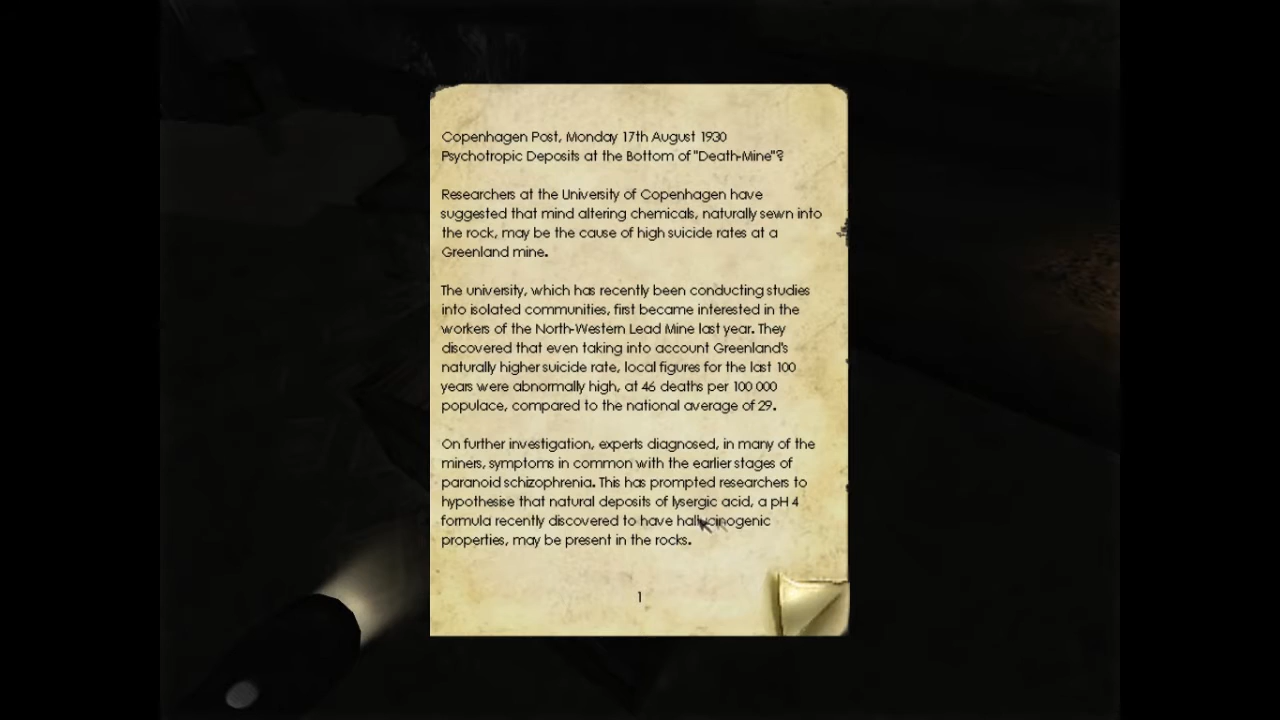 Copenhagen Post, Monday 17th August 1930
Psychotropic Deposits at the Bottom of "Death-Mine"?
Researchers at the University of Copenhagen have
suggested that mind altering chemicals, naturally sewn into
the rock, may be the cause of high suicide rates at a
Greenland mine.
The university, which has recently been conducting studies
into isolated communities, first became interested in the
workers of the North-Western Lead Mine last year. They
discovered that even taking into account Greenland's
naturally higher suicide rate, local figures for the last 100
years were abnormally high, at 46 deaths per 100 000
populace, compared to the national average of 29.
On further investigation, experts diagnosed, in many of the
miners, symptoms in common with the earlier stages of
paranoid schizophrenia. This has prompted researchers to
hypothesise that natural deposits of lysergic acid, a pH 4
formula recently discovered to have hallucinogenic
properties, may be present in the rocks.
1